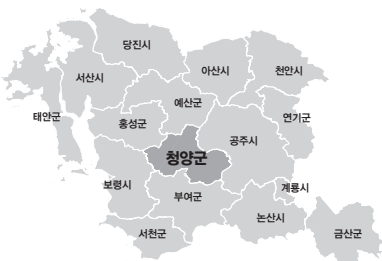 당진시
아산시
천안시
서산시
예산군
태안군
홍성군
연기군
공주시
청양군
보령시
부여군
계룡시
논산시
서천군
금산군